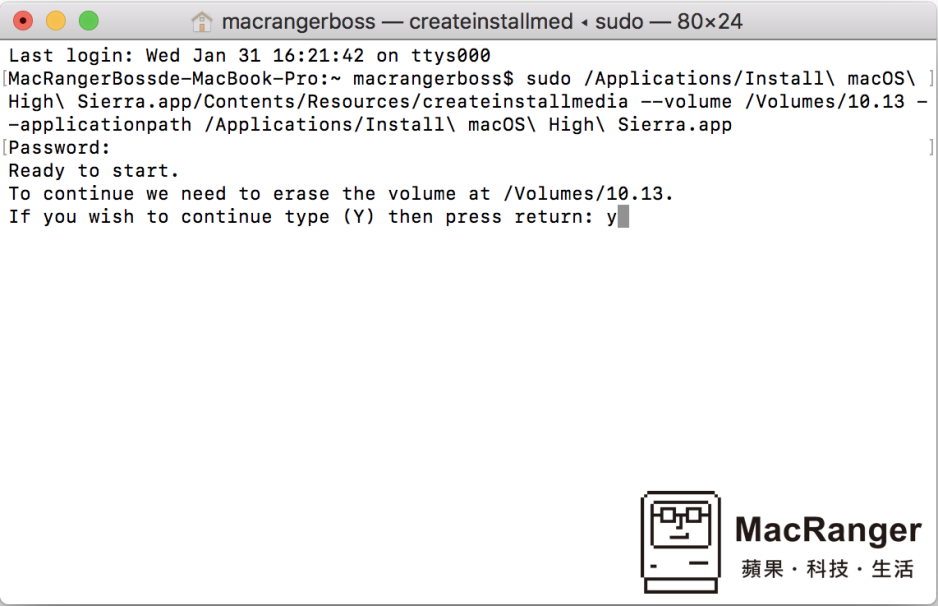 macrangerboss — createinstallmed ◂ sudo — 80×24
Last login: Wed Jan 31 16:21:42 on ttys000
[MacRangerBossde-MacBook-Pro:~ macrangerboss$ sudo /Applications/Install\ macOS\ ]
High\ Sierra.app/Contents/Resources/createinstallmedia --volume /Volumes/10.13 -
-applicationpath /Applications/Install\ macOS\ High\ Sierra.app
[Password: ]
Ready to start.
To continue we need to erase the volume at /Volumes/10.13.
If you wish to continue type (Y) then press return: y
MacRanger
蘋果·科技·生活